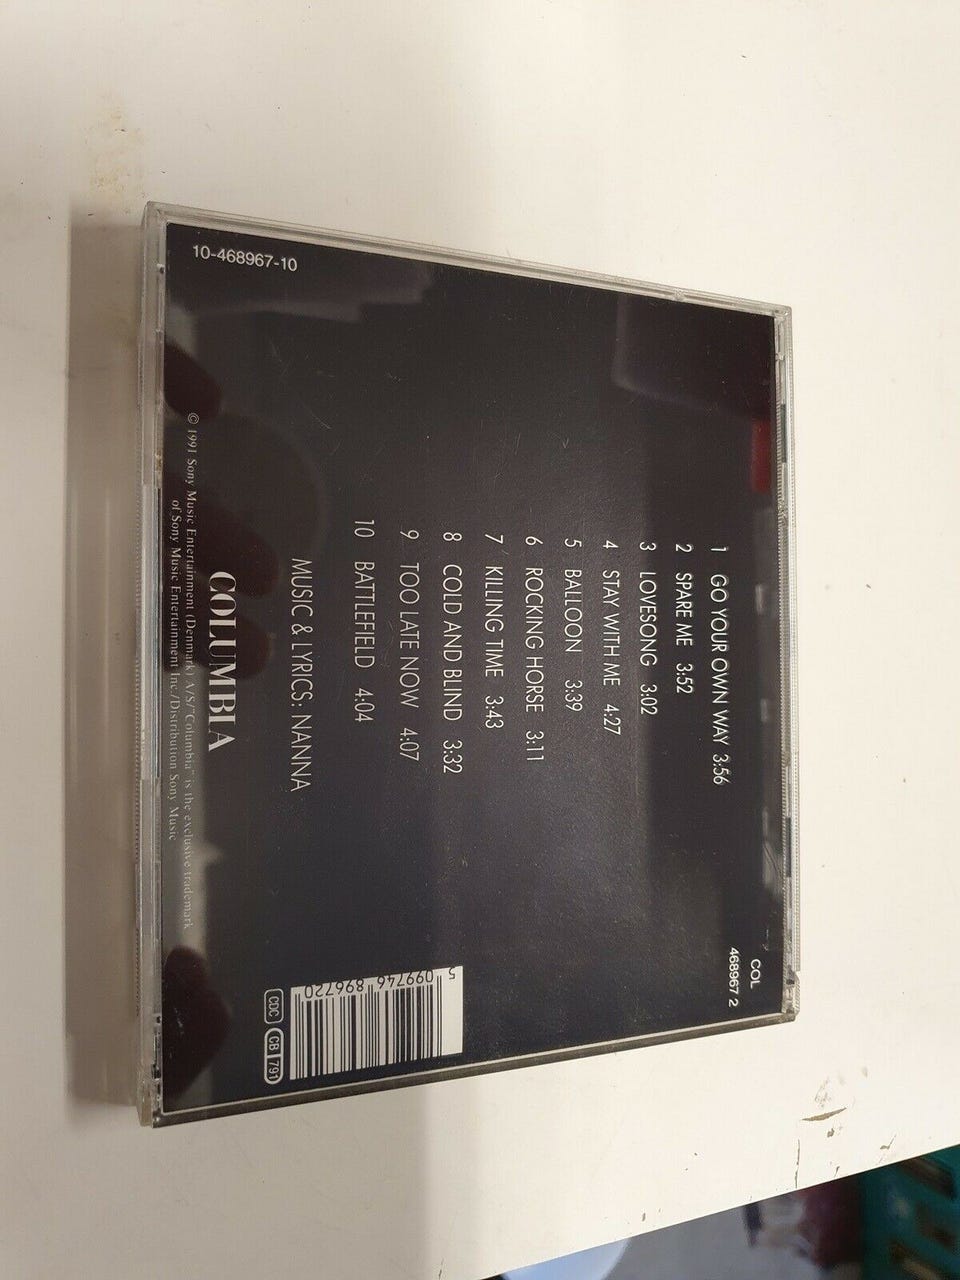 COL
468967 2
1 GO YOUR OWN WAY 3:56
2 SPARE ME 3:52
3 LOVESONG 3:02
4 STAY WITH ME 4:27
5 BALLOON 3:39
6 ROCKING HORSE 3:11
7 KILLING TIME 3:43
8 COLD AND BLIND 3:32
9 TOO LATE NOW 4:07
10 BATTLEFIELD 4:04
MUSIC & LYRICS: NANNA
5 099746 896720
CDC CB 791
COLUMBIA
10-468967-10
© 1991 Sony Music Entertainment (Denmark) A/S/"Columbia" is the exclusive trademark
of Sony Music Entertainment Inc./Distribution Sony Music